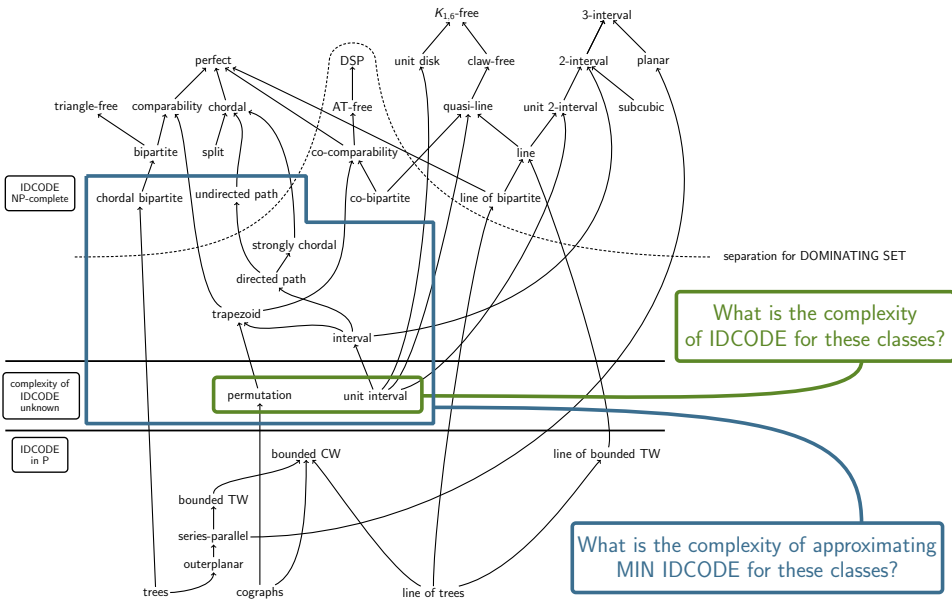 K1,6-free
3-interval
perfect
DSP
unit disk
claw-free
2-interval
planar
triangle-free
comparability
chordal
AT-free
quasi-line
unit 2-interval
subcubic
bipartite
split
co-comparability
line
IDCODE
NP-complete
chordal bipartite
undirected path
co-bipartite
line of bipartite
strongly chordal
separation for DOMINATING SET
directed path
trapezoid
interval
What is the complexity
of IDCODE for these classes?
complexity of
IDCODE
unknown
permutation
unit interval
IDCODE
in P
bounded CW
line of bounded TW
bounded TW
series-parallel
outerplanar
What is the complexity of approximating
MIN IDCODE for these classes?
trees
cographs
line of trees